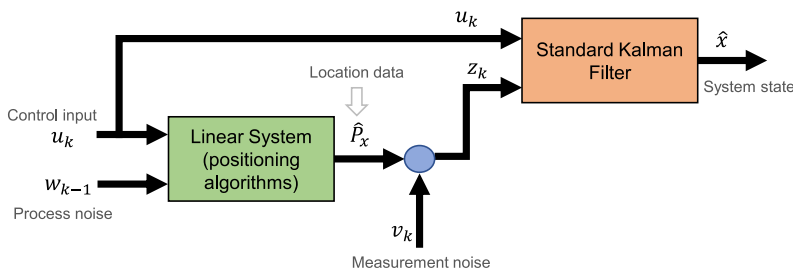 u_k
Standard Kalman
Filter
x̂
System state
z_k
Location data
P̂_x
Control input
u_k
Linear System
(positioning
algorithms)
w_{k−1}
Process noise
v_k
Measurement noise